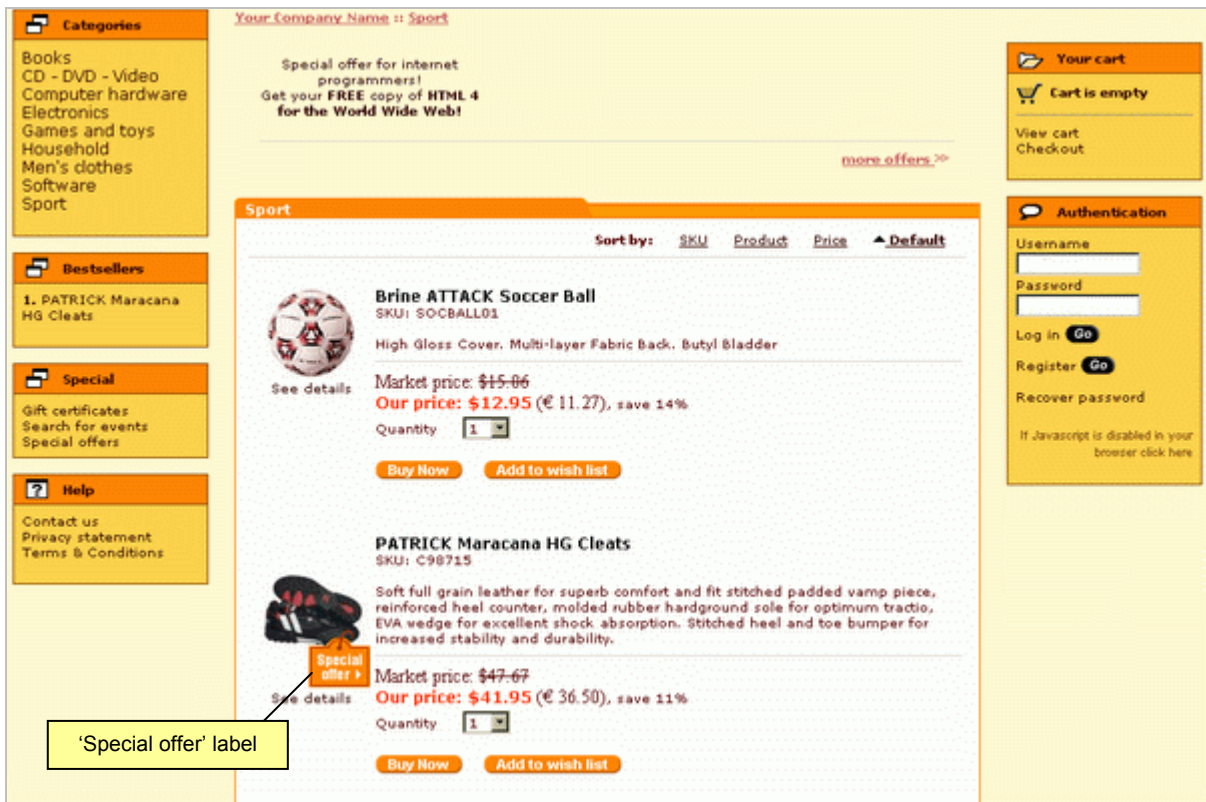 Categories
Books
CD - DVD - Video
Computer hardware
Electronics
Games and toys
Household
Men's clothes
Software
Sport
Bestsellers
1. PATRICK Maracana
HG Cleats
Special
Gift certificates
Search for events
Special offers
Help
Contact us
Privacy statement
Terms & Conditions
Your Company Name :: Sport
Special offer for internet
programmers!
Get your FREE copy of HTML 4
for the World Wide Web!
more offers >>
Sport
Sort by: SKU Product Price Default
Brine ATTACK Soccer Ball
SKU: SOCBALL01
High Gloss Cover. Multi-layer Fabric Back. Butyl Bladder
See details
Market price: $15.06
Our price: $12.95 (€ 11.27), save 14%
Quantity 1
Buy Now Add to wish list
PATRICK Maracana HG Cleats
SKU: C98715
Soft full grain leather for superb comfort and fit stitched padded vamp piece,
reinforced heel counter, molded rubber hardground sole for optimum tractio,
EVA wedge for excellent shock absorption. Stitched heel and toe bumper for
increased stability and durability.
Special
offer
See details
Market price: $47.67
Our price: $41.95 (€ 36.50), save 11%
Quantity 1
Buy Now Add to wish list
‘Special offer’ label
Your cart
Cart is empty
View cart
Checkout
Authentication
Username
Password
Log in Go
Register Go
Recover password
If Javascript is disabled in your
browser click here